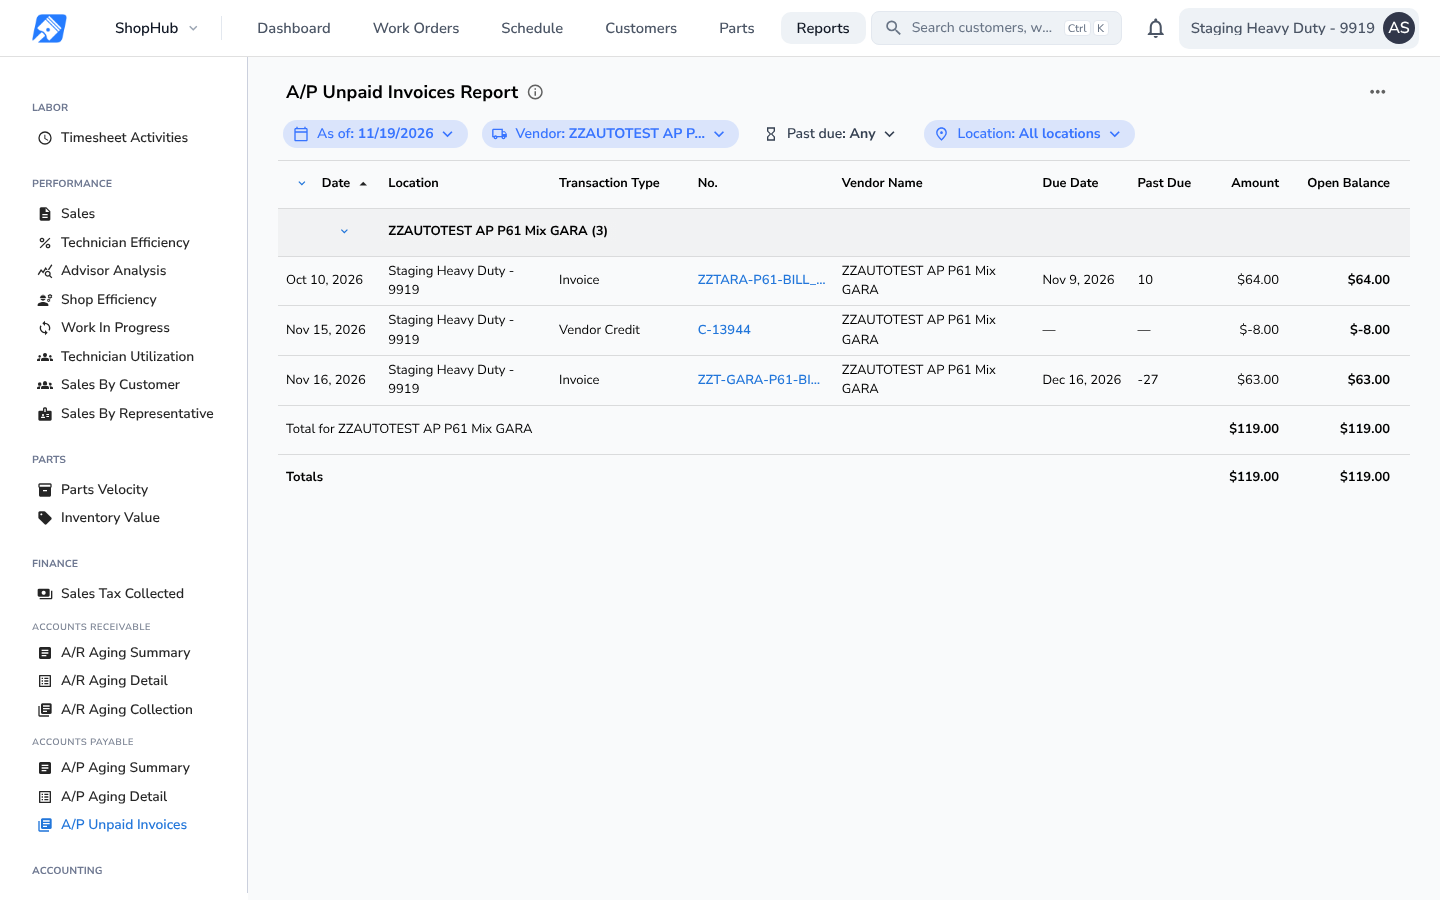 ShopHub
Dashboard
Work Orders
Schedule
Customers
Parts
Reports
Search customers, w...
Ctrl
K
Staging Heavy Duty - 9919
AS
LABOR
Timesheet Activities
PERFORMANCE
Sales
Technician Efficiency
Advisor Analysis
Shop Efficiency
Work In Progress
Technician Utilization
Sales By Customer
Sales By Representative
PARTS
Parts Velocity
Inventory Value
FINANCE
Sales Tax Collected
ACCOUNTS RECEIVABLE
A/R Aging Summary
A/R Aging Detail
A/R Aging Collection
ACCOUNTS PAYABLE
A/P Aging Summary
A/P Aging Detail
A/P Unpaid Invoices
ACCOUNTING
A/P Unpaid Invoices Report
As of: 11/19/2026
Vendor: ZZAUTOTEST AP P...
Past due: Any
Location: All locations
Date Location Transaction Type No. Vendor Name Due Date Past Due Amount Open Balance
ZZAUTOTEST AP P61 Mix GARA (3)
Oct 10, 2026 Staging Heavy Duty - Invoice ZZTARA-P61-BILL_... ZZAUTOTEST AP P61 Mix Nov 9, 2026 10 $64.00 $64.00
9919 GARA
Nov 15, 2026 Staging Heavy Duty - Vendor Credit C-13944 ZZAUTOTEST AP P61 Mix — — $-8.00 $-8.00
9919 GARA
Nov 16, 2026 Staging Heavy Duty - Invoice ZZT-GARA-P61-BI... ZZAUTOTEST AP P61 Mix Dec 16, 2026 -27 $63.00 $63.00
9919 GARA
Total for ZZAUTOTEST AP P61 Mix GARA $119.00 $119.00
Totals $119.00 $119.00